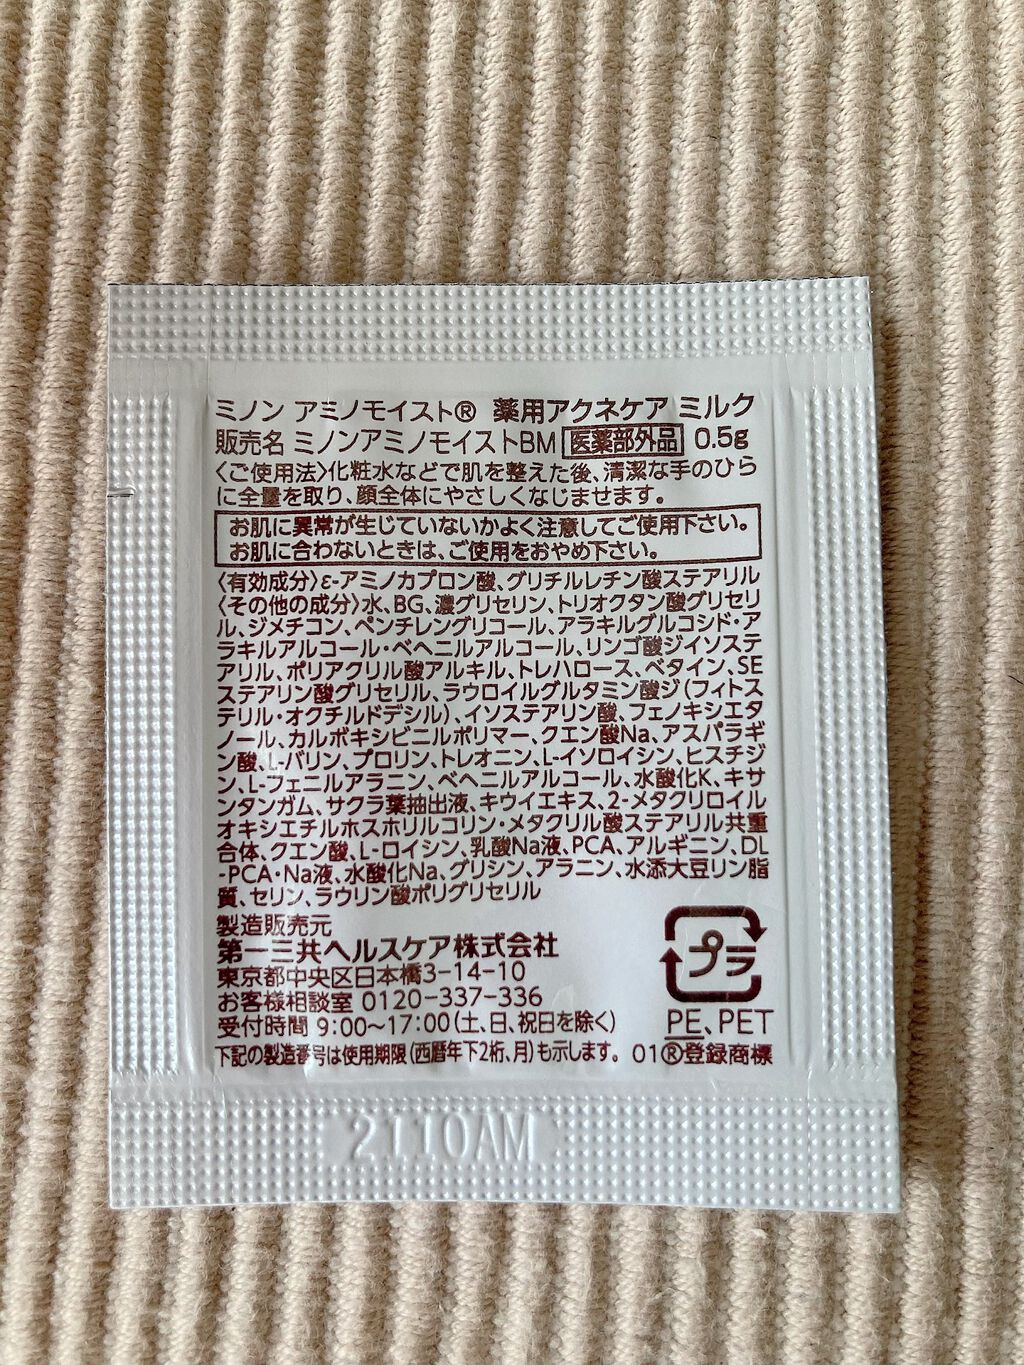 ミノン アミノモイスト® 薬用アクネケア ミルク
販売名 ミノンアミノモイストBM 医薬部外品 0.5g
〈ご使用法〉化粧水などで肌を整えた後、清潔な手のひら
に全量を取り、顔全体にやさしくなじませます。
お肌に異常が生じていないかよく注意してご使用下さい。
お肌に合わないときは、ご使用をおやめ下さい。
〈有効成分〉ε-アミノカプロン酸、グリチルレチン酸ステアリル
〈その他の成分〉水、BG、濃グリセリン、トリオクタン酸グリセリ
ル、ジメチコン、ペンチレングリコール、アラキルグルコシド・ア
ラキルアルコール・ベヘニルアルコール、リンゴ酸ジイソステ
アリル、ポリアクリル酸アルキル、トレハロース、ベタイン、SE
ステアリン酸グリセリル、ラウロイルグルタミン酸ジ(フィトス
テリル・オクチルドデシル)、イソステアリン酸、フェノキシエタ
ノール、カルボキシビニルポリマー、クエン酸Na、アスパラギ
ン酸、L-バリン、プロリン、トレオニン、L-イソロイシン、ヒスチジ
ン、L-フェニルアラニン、ベヘニルアルコール、水酸化K、キサ
ンタンガム、サクラ葉抽出液、キウイエキス、2-メタクリロイル
オキシエチルホスホリルコリン・メタクリル酸ステアリル共重
合体、クエン酸、L-ロイシン、乳酸Na液、PCA、アルギニン、DL
-PCA・Na液、水酸化Na、グリシン、アラニン、水添大豆リン脂
質、セリン、ラウリン酸ポリグリセリル
製造販売元
第一三共ヘルスケア株式会社
東京都中央区日本橋3-14-10
お客様相談室 0120-337-336
受付時間 9:00〜17:00(土、日、祝日を除く)
プラ
PE、PET
下記の製造番号は使用期限(西暦年下2桁、月)も示します。 01®登録商標
2110AM